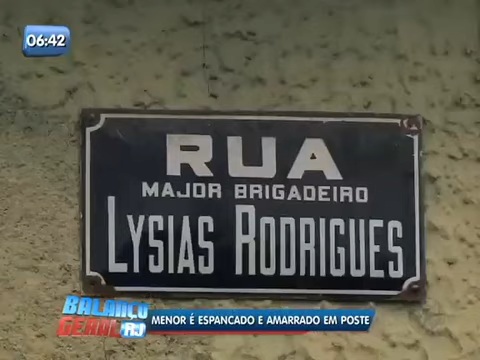 06:42
RUA
MAJOR BRIGADEIRO
LYSIAS RODRIGUES
BALANÇO
GERAL RJ
MENOR É ESPANCADO E AMARRADO EM POSTE